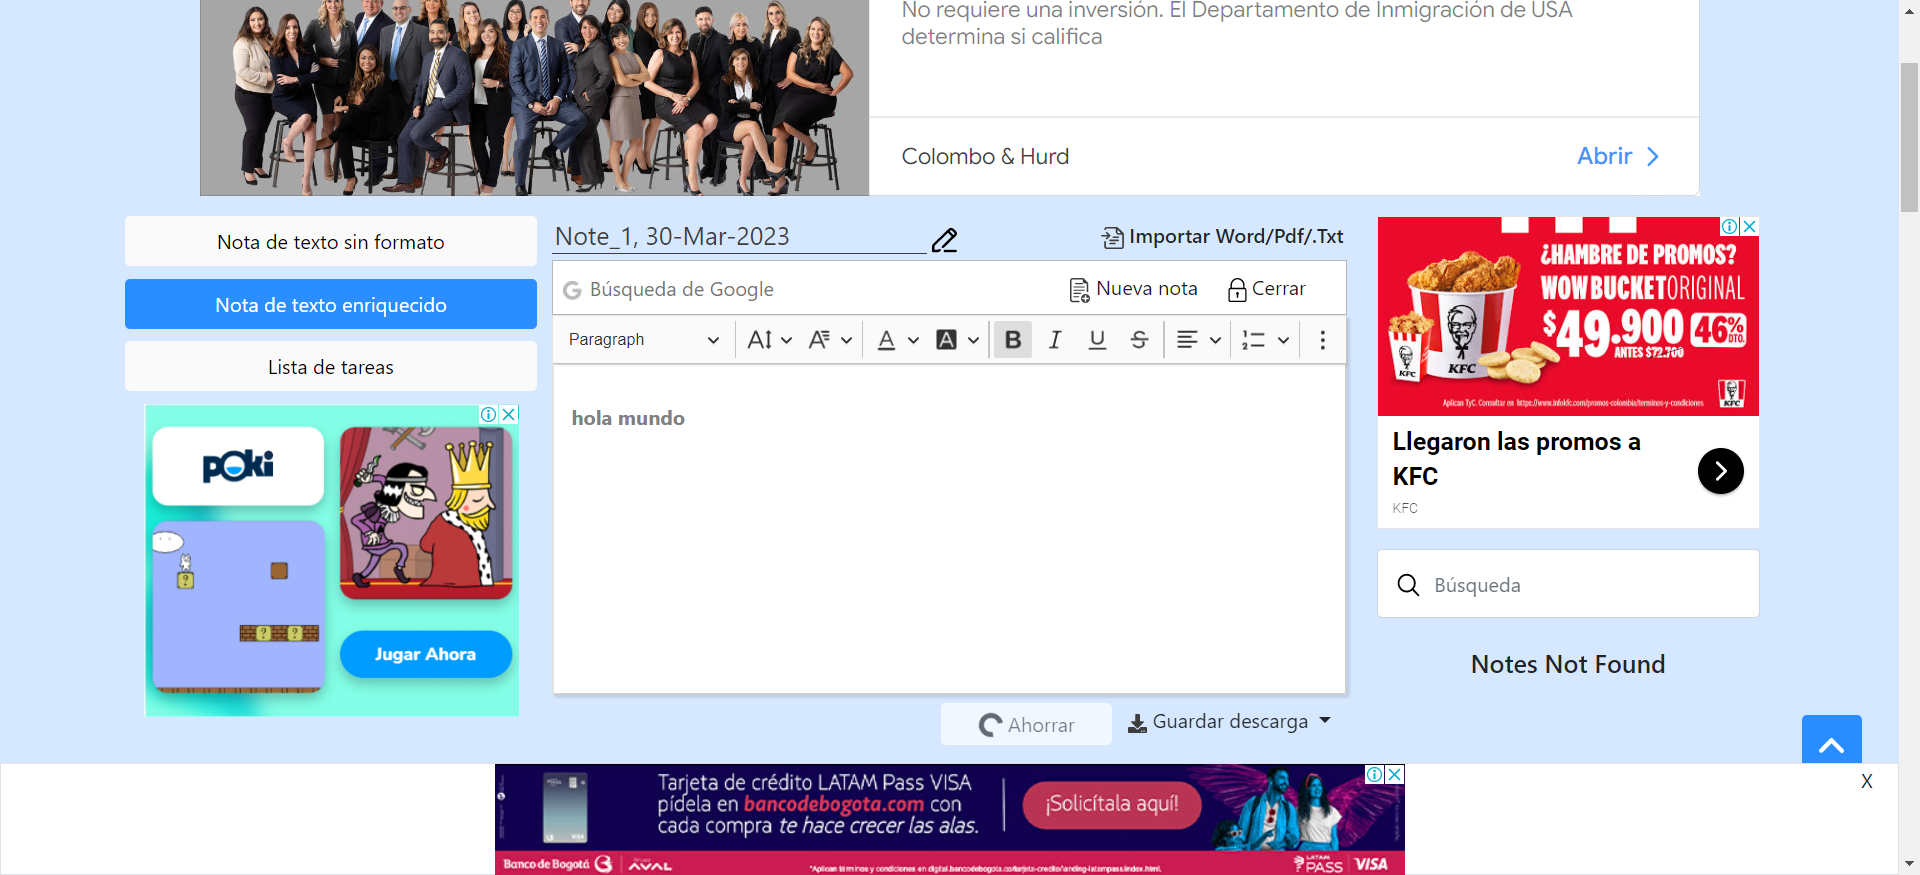 No requiere una inversión. El Departamento de Inmigración de USA
determina si califica
Colombo & Hurd
Abrir
Nota de texto sin formato
Nota de texto enriquecido
Lista de tareas
POKI
?
? ?
Jugar Ahora
Note_1, 30-Mar-2023
Importar Word/Pdf/.Txt
G Búsqueda de Google
Nueva nota
Cerrar
Paragraph
A A A A B I U S
hola mundo
Ahorrar
Guardar descarga
¿HAMBRE DE PROMOS?
WOW BUCKET ORIGINAL
$49.900 46% DTO.
ANTES $72.700
KFC
KFC
KFC
Aplican TyC. Consultar en https://www.infokfc.com/promos-colombia/terminos-y-condiciones
Llegaron las promos a
KFC
KFC
Búsqueda
Notes Not Found
X
Tarjeta de crédito LATAM Pass VISA
pídela en bancodebogota.com con
cada compra te hace crecer las alas.
¡Solicítala aquí!
Banco de Bogotá
AVAL
*Aplican términos y condiciones en digital.bancodebogota.co/tarjeta-credito/landing-latampass/index.html.
LATAM
PASS
VISA